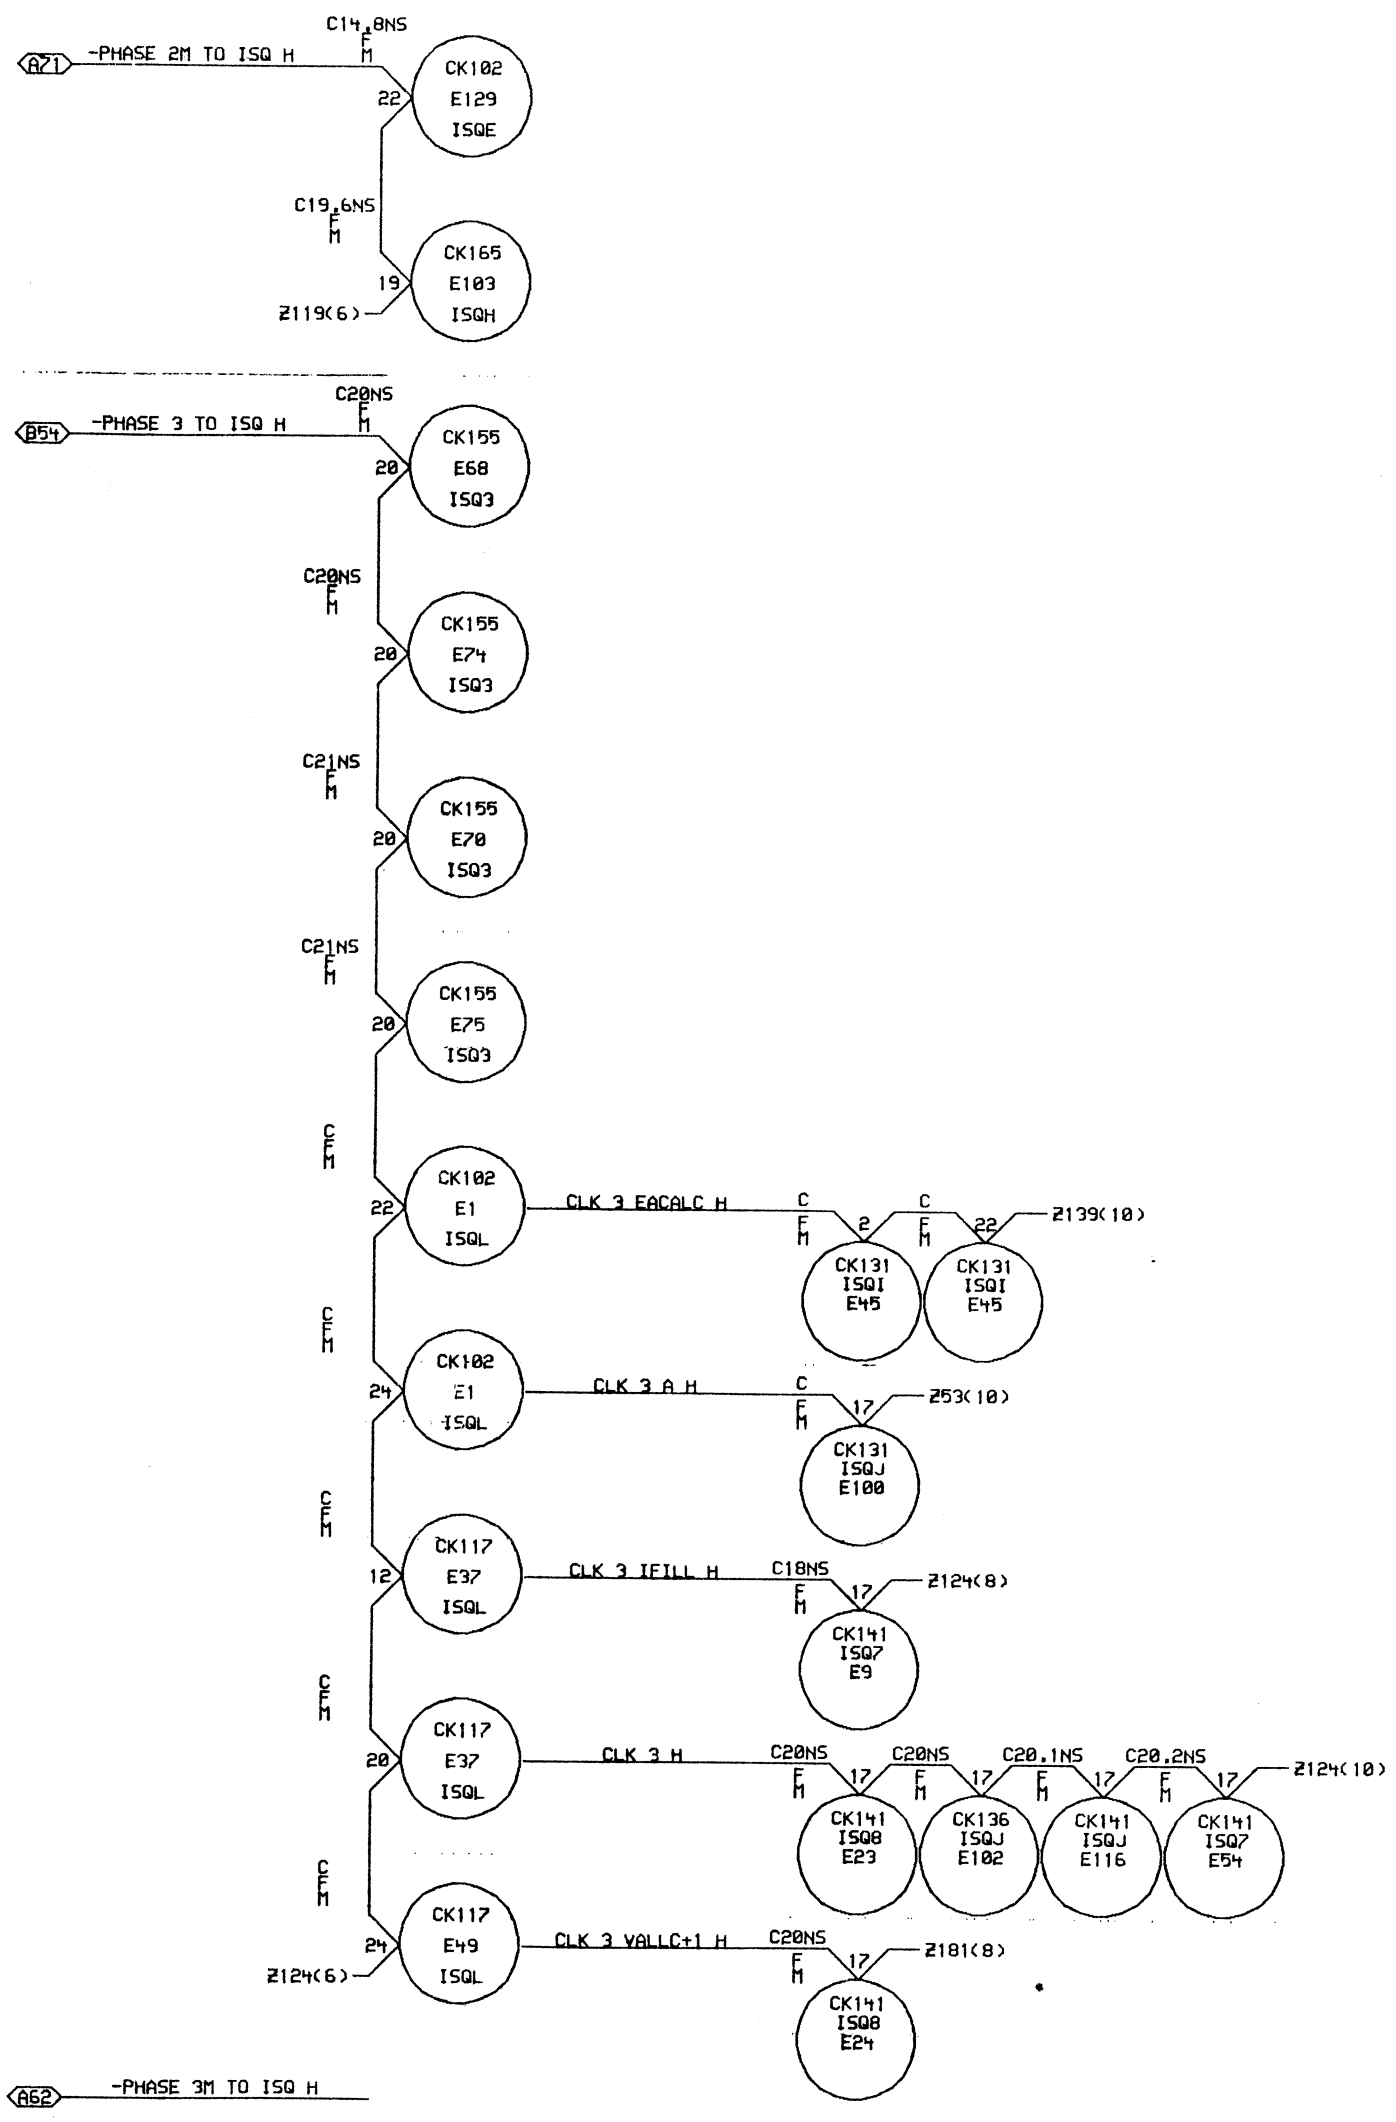 C14.8NS
F
M
A71
-PHASE 2M TO ISQ H
22
CK102
E129
ISQE
C19.6NS
F
M
19
CK165
E103
ISQH
Z119(6)
C20NS
F
M
B54
-PHASE 3 TO ISQ H
20
CK155
E68
ISQ3
C20NS
F
M
20
CK155
E74
ISQ3
C21NS
F
M
20
CK155
E70
ISQ3
C21NS
F
M
20
CK155
E75
ISQ3
C
F
M
22
CK102
E1
ISQL
CLK 3 EACALC H
C
F
M
2
CK131
ISQI
E45
C
F
M
22
CK131
ISQI
E45
Z139(10)
C
F
M
24
CK102
E1
ISQL
CLK 3 A H
C
F
M
17
CK131
ISQJ
E100
Z53(10)
C
F
M
12
CK117
E37
ISQL
CLK 3 IFILL H
C18NS
F
M
17
CK141
ISQ7
E9
Z124(8)
C
F
M
20
CK117
E37
ISQL
CLK 3 H
C20NS
F
M
17
CK141
ISQ8
E23
C20NS
F
M
17
CK136
ISQJ
E102
C20.1NS
F
M
17
CK141
ISQJ
E116
C20.2NS
F
M
17
CK141
ISQ7
E54
Z124(10)
C
F
M
24
CK117
E49
ISQL
Z124(6)
CLK 3 VALLC+1 H
C20NS
F
M
17
CK141
ISQ8
E24
Z181(8)
A62
-PHASE 3M TO ISQ H